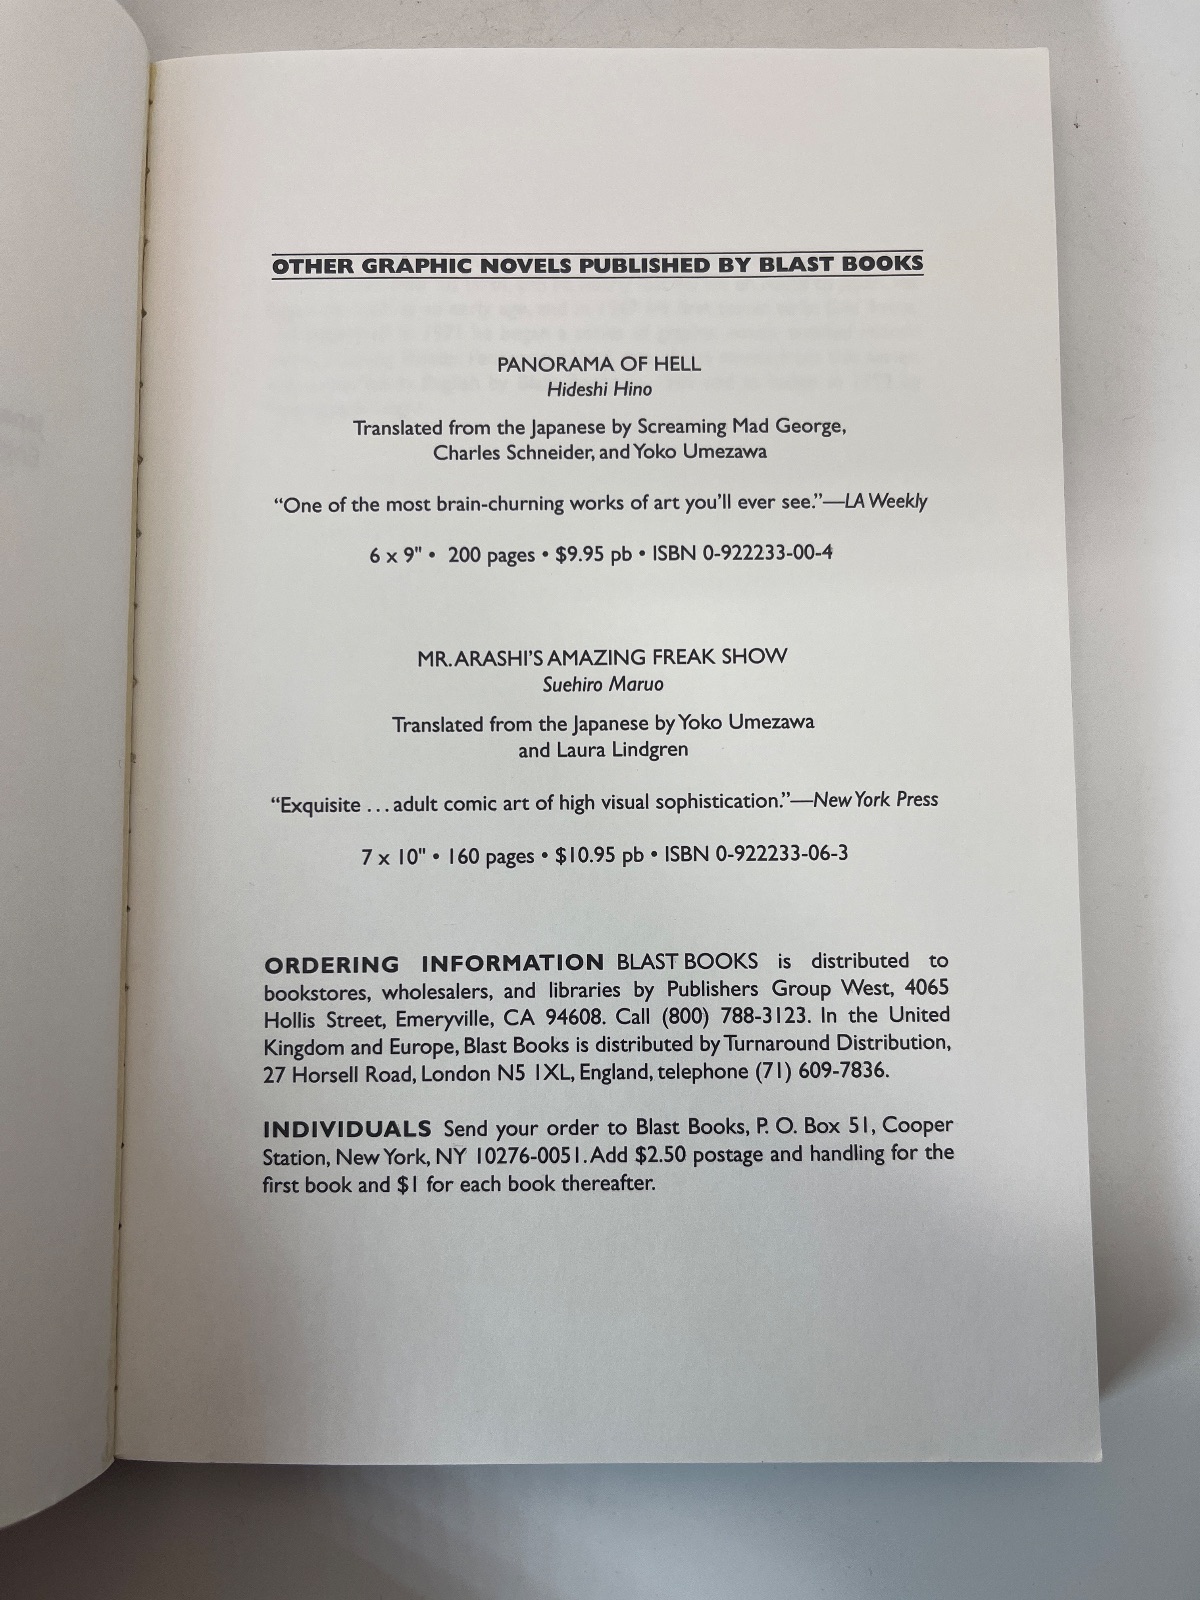 OTHER GRAPHIC NOVELS PUBLISHED BY BLAST BOOKS
PANORAMA OF HELL
Hideshi Hino
Translated from the Japanese by Screaming Mad George,
Charles Schneider, and Yoko Umezawa
“One of the most brain-churning works of art you’ll ever see.”—LA Weekly
6 x 9" • 200 pages • $9.95 pb • ISBN 0-922233-00-4
MR. ARASHI’S AMAZING FREAK SHOW
Suehiro Maruo
Translated from the Japanese by Yoko Umezawa
and Laura Lindgren
“Exquisite . . . adult comic art of high visual sophistication.”—New York Press
7 x 10" • 160 pages • $10.95 pb • ISBN 0-922233-06-3
ORDERING INFORMATION BLAST BOOKS is distributed to
bookstores, wholesalers, and libraries by Publishers Group West, 4065
Hollis Street, Emeryville, CA 94608. Call (800) 788-3123. In the United
Kingdom and Europe, Blast Books is distributed by Turnaround Distribution,
27 Horsell Road, London N5 1XL, England, telephone (71) 609-7836.
INDIVIDUALS Send your order to Blast Books, P. O. Box 51, Cooper
Station, New York, NY 10276-0051. Add $2.50 postage and handling for the
first book and $1 for each book thereafter.